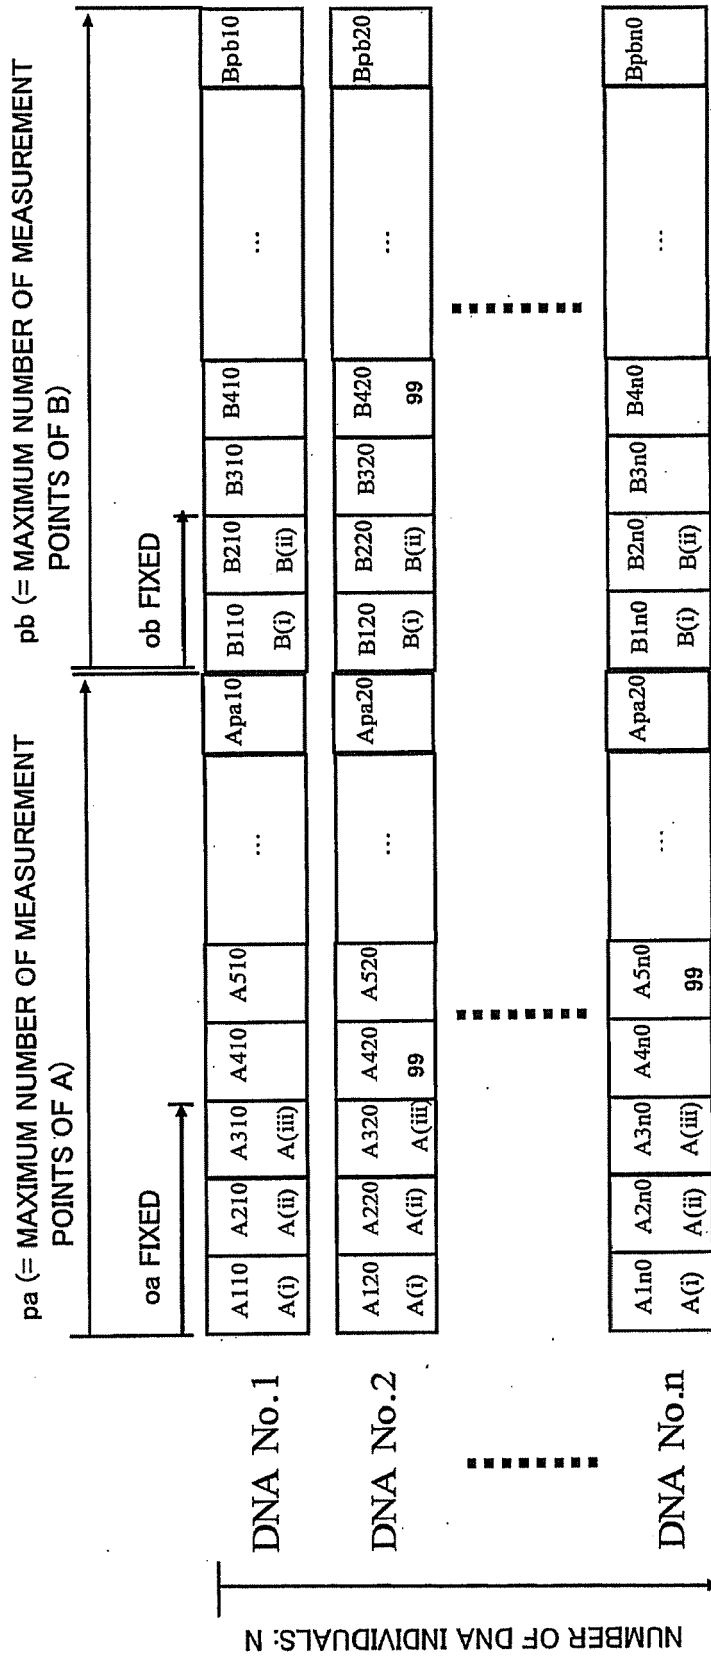 pa (= MAXIMUM NUMBER OF MEASUREMENT
POINTS OF A)
pb (= MAXIMUM NUMBER OF MEASUREMENT
POINTS OF B)
oa FIXED
ob FIXED
NUMBER OF DNA INDIVIDUALS: N
DNA No.1
A110 A210 A310 A410 A510 ... Apa10 B110 B210 B310 B410 ... Bpb10
A(i) A(ii) A(iii) B(i) B(ii)
DNA No.2
A120 A220 A320 A420 A520 ... Apa20 B120 B220 B320 B420 ... Bpb20
A(i) A(ii) A(iii) 99 B(i) B(ii) 99
DNA No.n
A1n0 A2n0 A3n0 A4n0 A5n0 ... Apa20 B1n0 B2n0 B3n0 B4n0 ... Bpbn0
A(i) A(ii) A(iii) 99 B(i) B(ii)